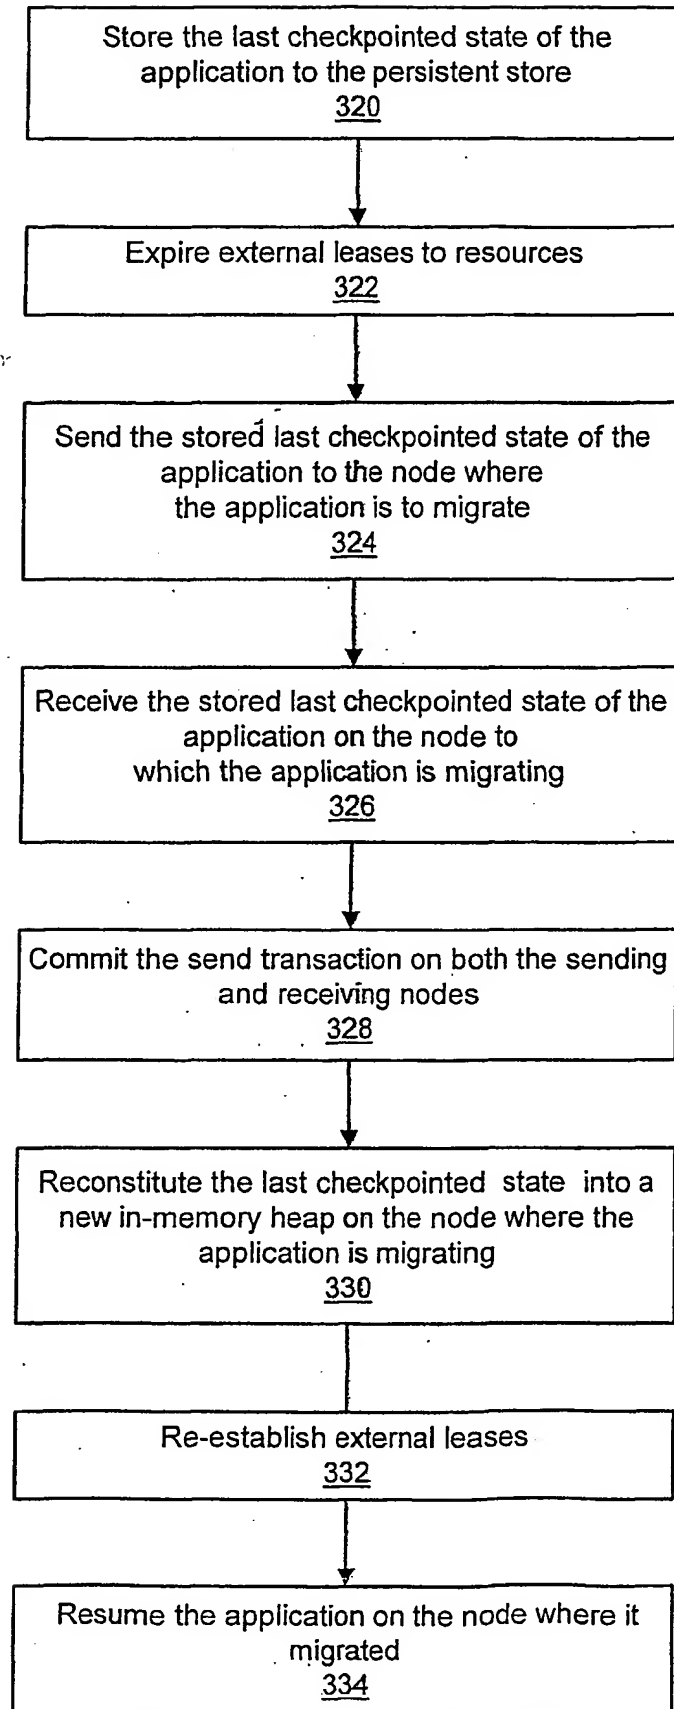 Store the last checkpointed state of the
application to the persistent store
320
Expire external leases to resources
322
Send the stored last checkpointed state of the
application to the node where
the application is to migrate
324
Receive the stored last checkpointed state of the
application on the node to
which the application is migrating
326
Commit the send transaction on both the sending
and receiving nodes
328
Reconstitute the last checkpointed state into a
new in-memory heap on the node where the
application is migrating
330
Re-establish external leases
332
Resume the application on the node where it
migrated
334